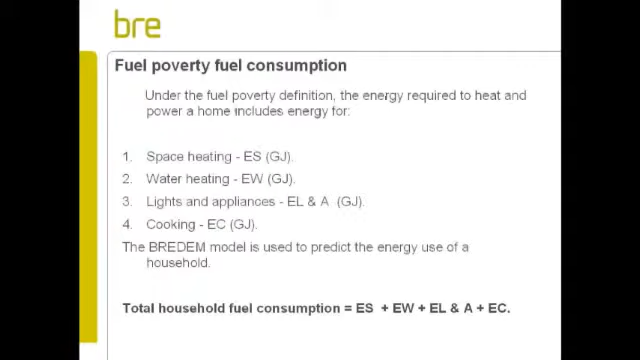 bre
Fuel poverty fuel consumption
Under the fuel poverty definition, the energy required to heat and
power a home includes energy for:
1. Space heating - ES (GJ).
2. Water heating - EW (GJ).
3. Lights and appliances - EL & A (GJ).
4. Cooking - EC (GJ).
The BREDEM model is used to predict the energy use of a
household.
Total household fuel consumption = ES + EW + EL & A + EC.